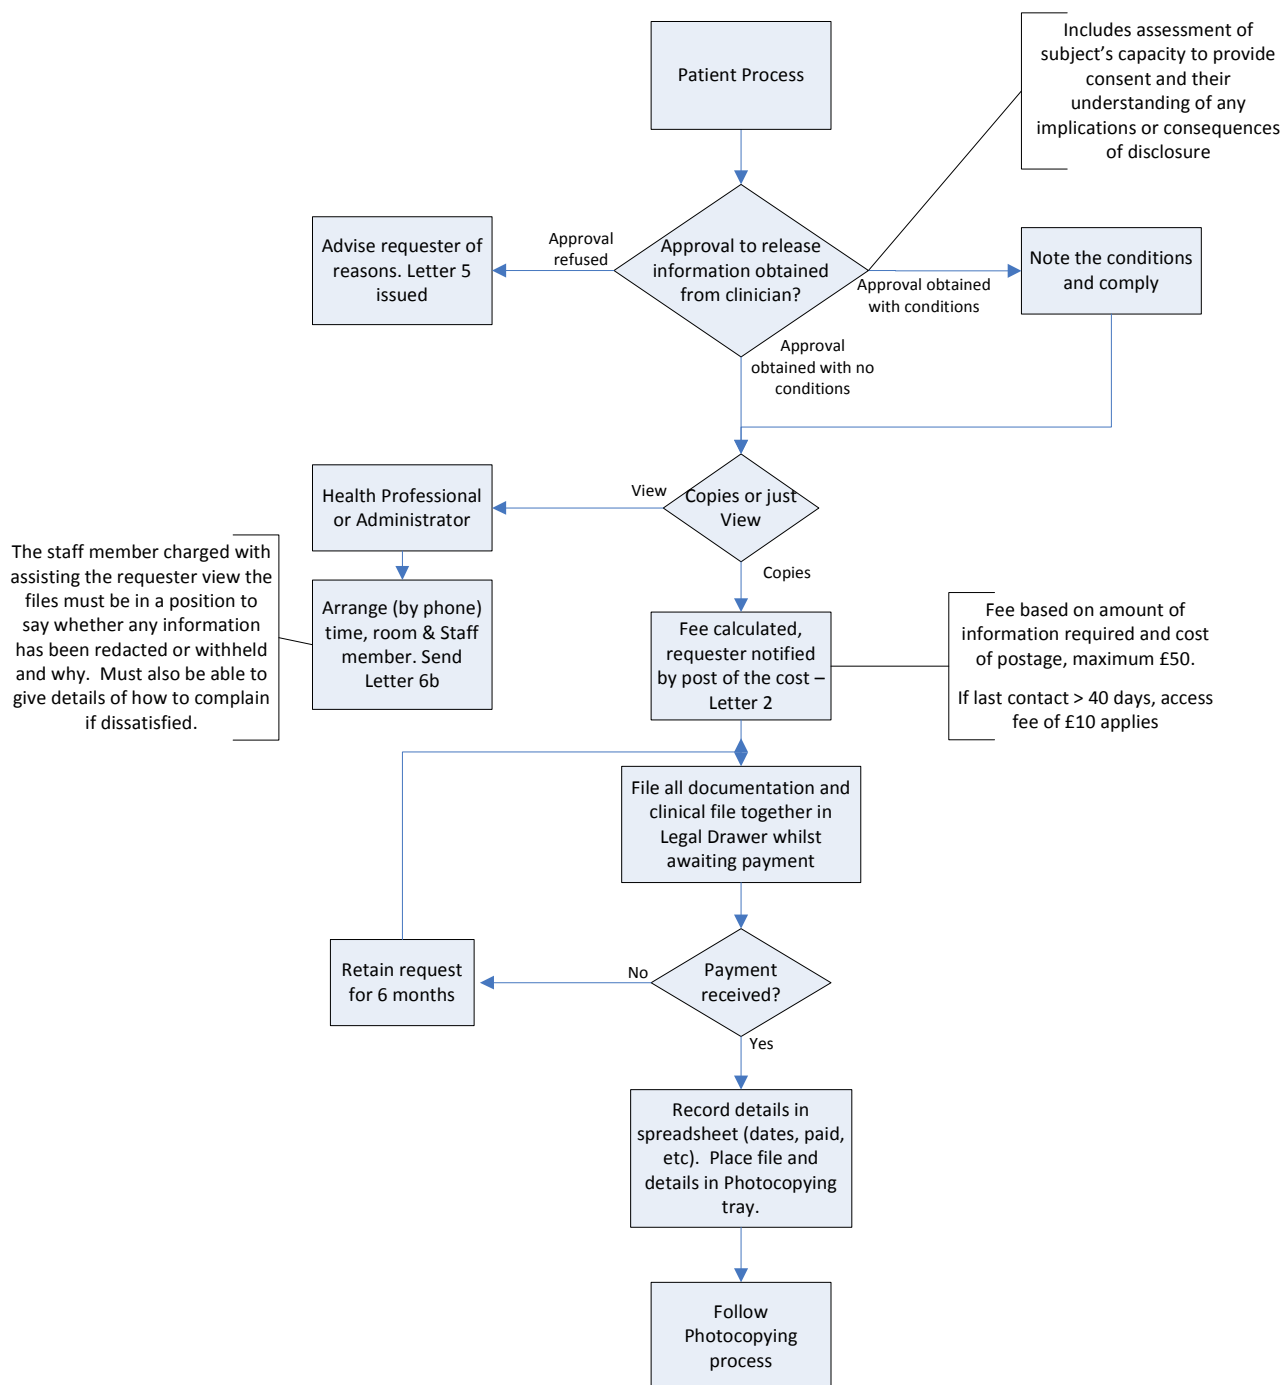 Patient Process
Includes assessment of
subject's capacity to provide
consent and their
understanding of any
implications or consequences
of disclosure
Advise requester of
reasons. Letter 5
issued
Approval
refused
Approval to release
information obtained
from clinician?
Approval obtained
with conditions
Note the conditions
and comply
Approval
obtained with no
conditions
Health Professional
or Administrator
View
Copies or just
View
Copies
The staff member charged with
assisting the requester view the
files must be in a position to
say whether any information
has been redacted or withheld
and why.  Must also be able to
give details of how to complain
if dissatisfied.
Arrange (by phone)
time, room & Staff
member. Send
Letter 6b
Fee calculated,
requester notified
by post of the cost –
Letter 2
Fee based on amount of
information required and cost
of postage, maximum £50.
If last contact > 40 days, access
fee of £10 applies
File all documentation and
clinical file together in
Legal Drawer whilst
awaiting payment
Retain request
for 6 months
No
Payment
received?
Yes
Record details in
spreadsheet (dates, paid,
etc).  Place file and
details in Photocopying
tray.
Follow
Photocopying
process